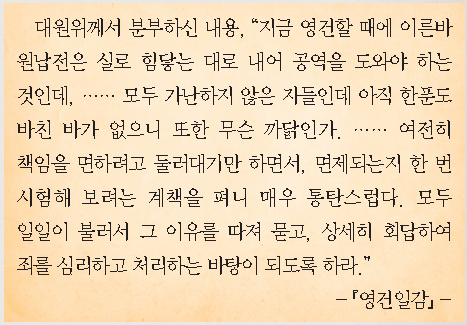 대원위께서 분부하신 내용, “지금 영건할 때에 이른바
원납전은 실로 힘닿는 대로 내어 공역을 도와야 하는
것인데, …… 모두 가난하지 않은 자들인데 아직 한푼도
바친 바가 없으니 또한 무슨 까닭인가. …… 여전히
책임을 면하려고 둘러대기만 하면서, 면제되는지 한 번
시험해 보려는 계책을 펴니 매우 통탄스럽다. 모두
일일이 불러서 그 이유를 따져 묻고, 상세히 회답하여
죄를 심리하고 처리하는 바탕이 되도록 하라.”
－『영건일감』－